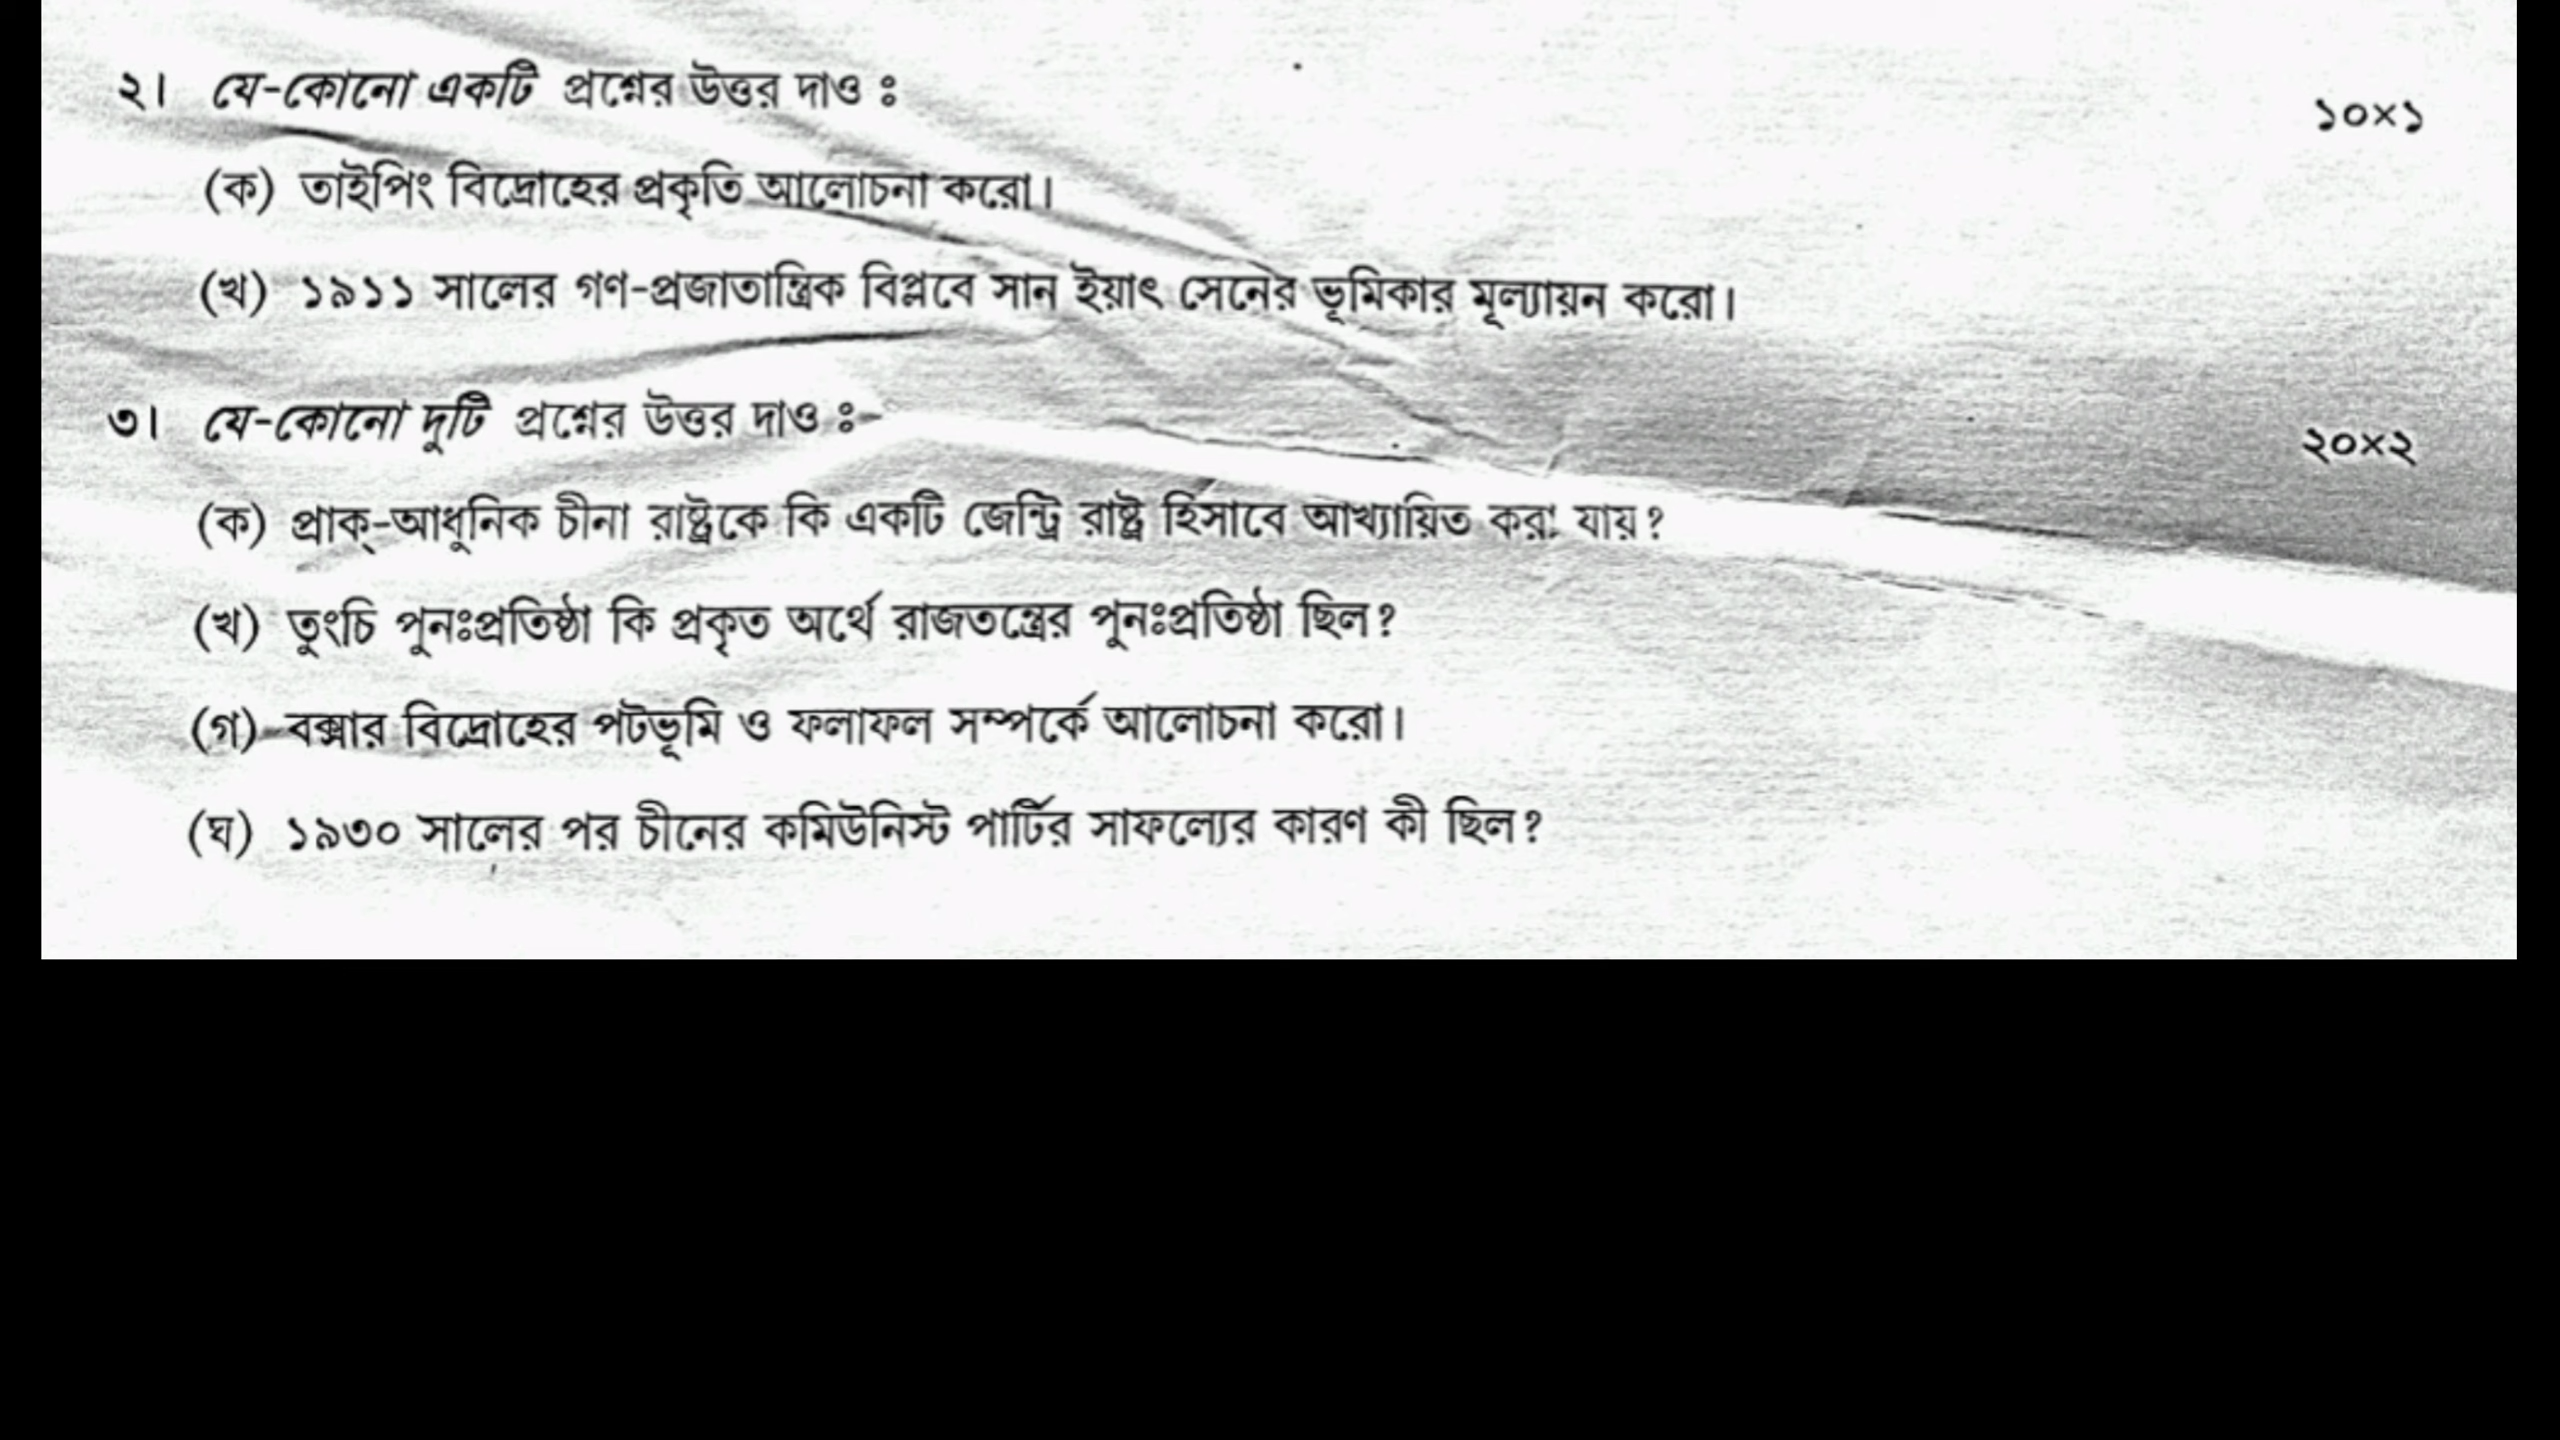 ২। যে-কোনো একটি প্রশ্নের উত্তর দাও ঃ ১০×১
(ক) তাইপিং বিদ্রোহের প্রকৃতি আলোচনা করো।
(খ) ১৯১১ সালের গণ-প্রজাতান্ত্রিক বিপ্লবে সান ইয়াৎ সেনের ভূমিকার মূল্যায়ন করো।
৩। যে-কোনো দুটি প্রশ্নের উত্তর দাও ঃ ২০×২
(ক) প্রাক্-আধুনিক চীনা রাষ্ট্রকে কি একটি জেন্ট্রি রাষ্ট্র হিসাবে আখ্যায়িত করা যায়?
(খ) তুংচি পুনঃপ্রতিষ্ঠা কি প্রকৃত অর্থে রাজতন্ত্রের পুনঃপ্রতিষ্ঠা ছিল?
(গ) বক্সার বিদ্রোহের পটভূমি ও ফলাফল সম্পর্কে আলোচনা করো।
(ঘ) ১৯৩০ সালের পর চীনের কমিউনিস্ট পার্টির সাফল্যের কারণ কী ছিল?